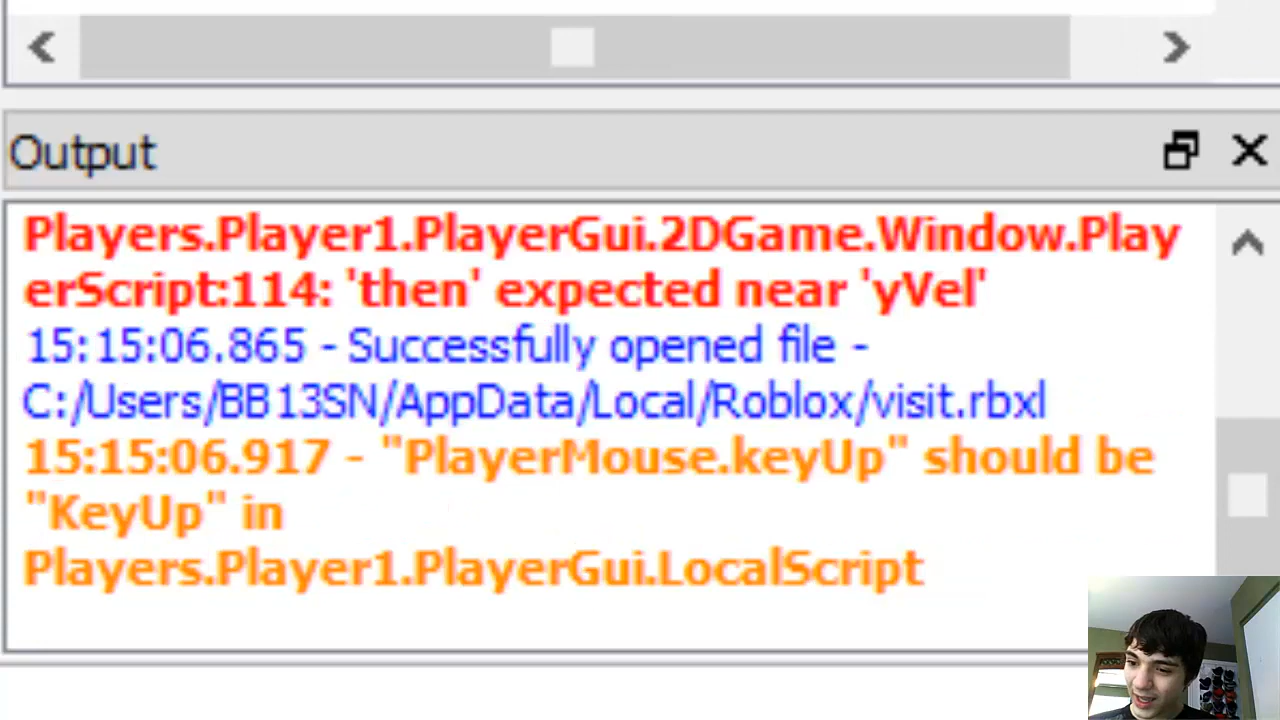 Output
Players.Player1.PlayerGui.2DGame.Window.Play
erScript:114: 'then' expected near 'yVel'
15:15:06.865 - Successfully opened file -
C:/Users/BB13SN/AppData/Local/Roblox/visit.rbxl
15:15:06.917 - "PlayerMouse.keyUp" should be
"KeyUp" in
Players.Player1.PlayerGui.LocalScript